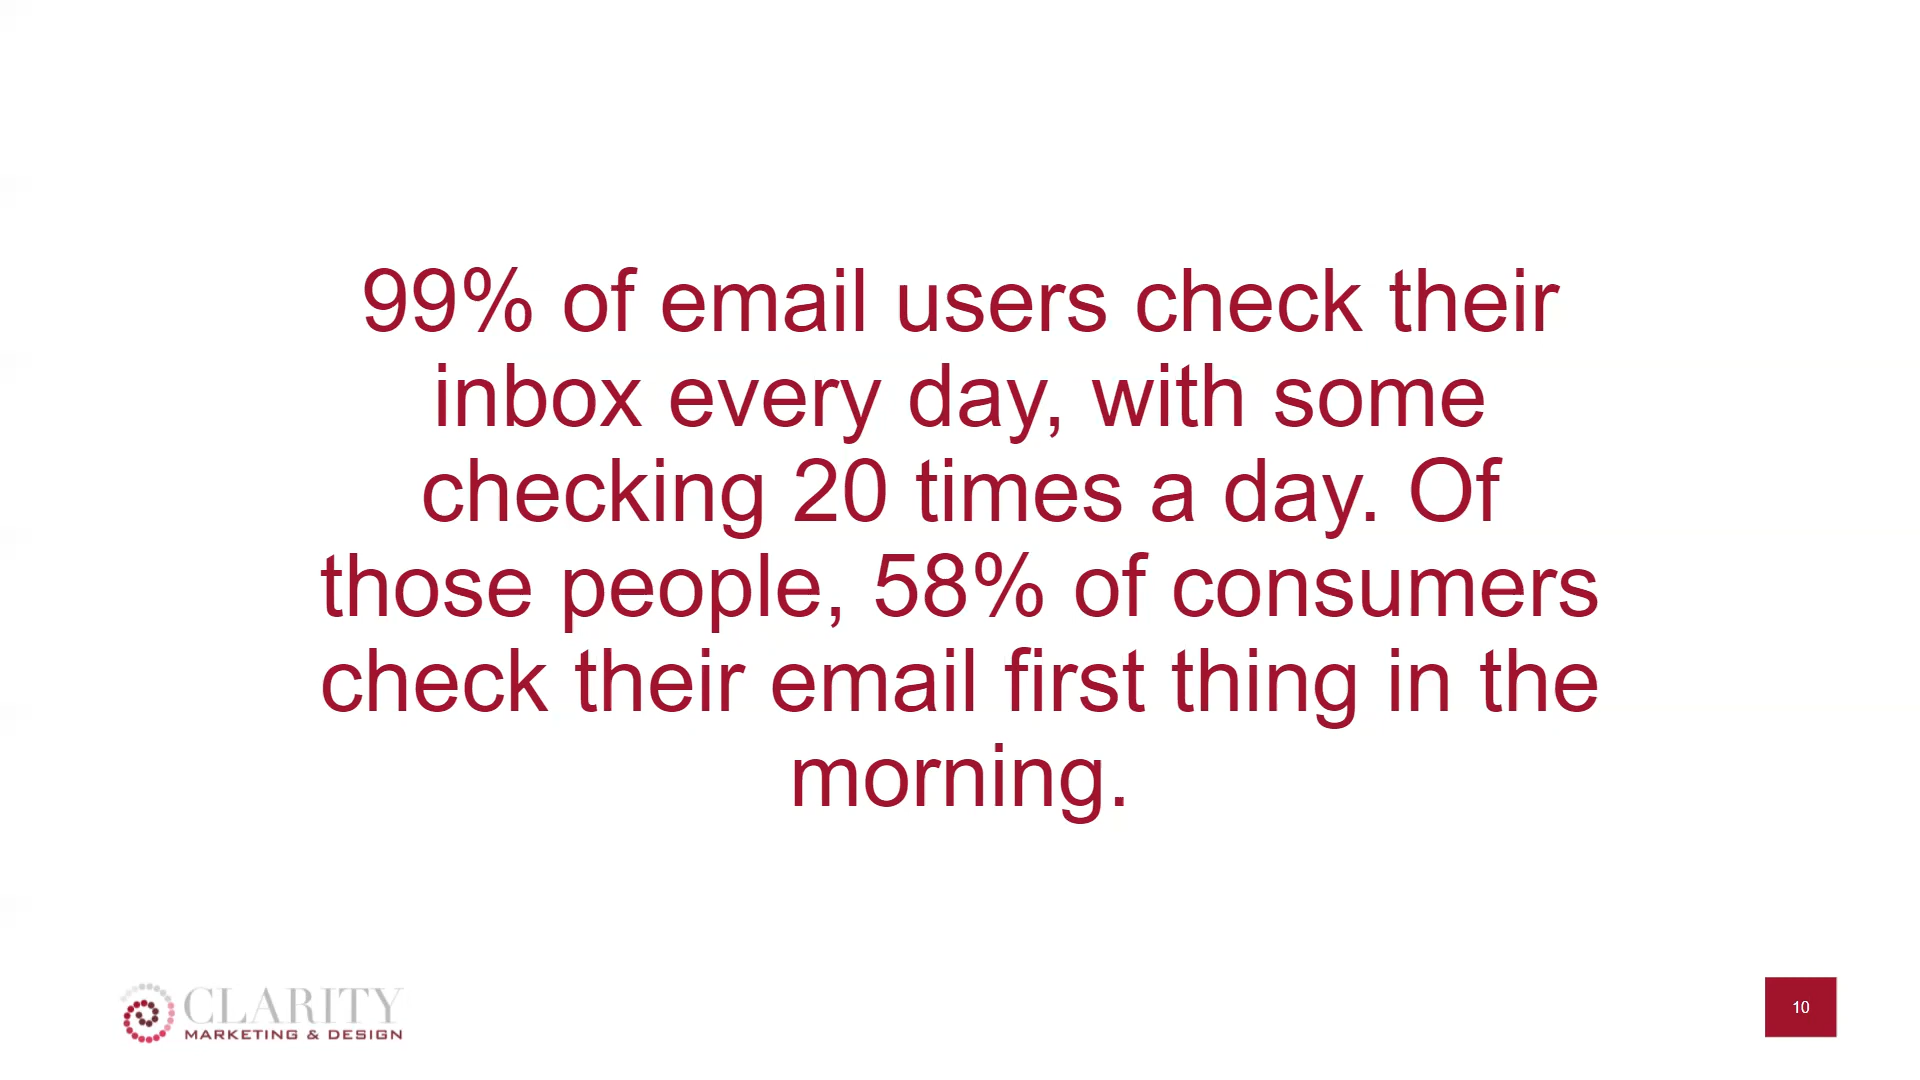 99% of email users check their
inbox every day, with some
checking 20 times a day. Of
those people, 58% of consumers
check their email first thing in the
morning.
CLARITY
MARKETING & DESIGN
10